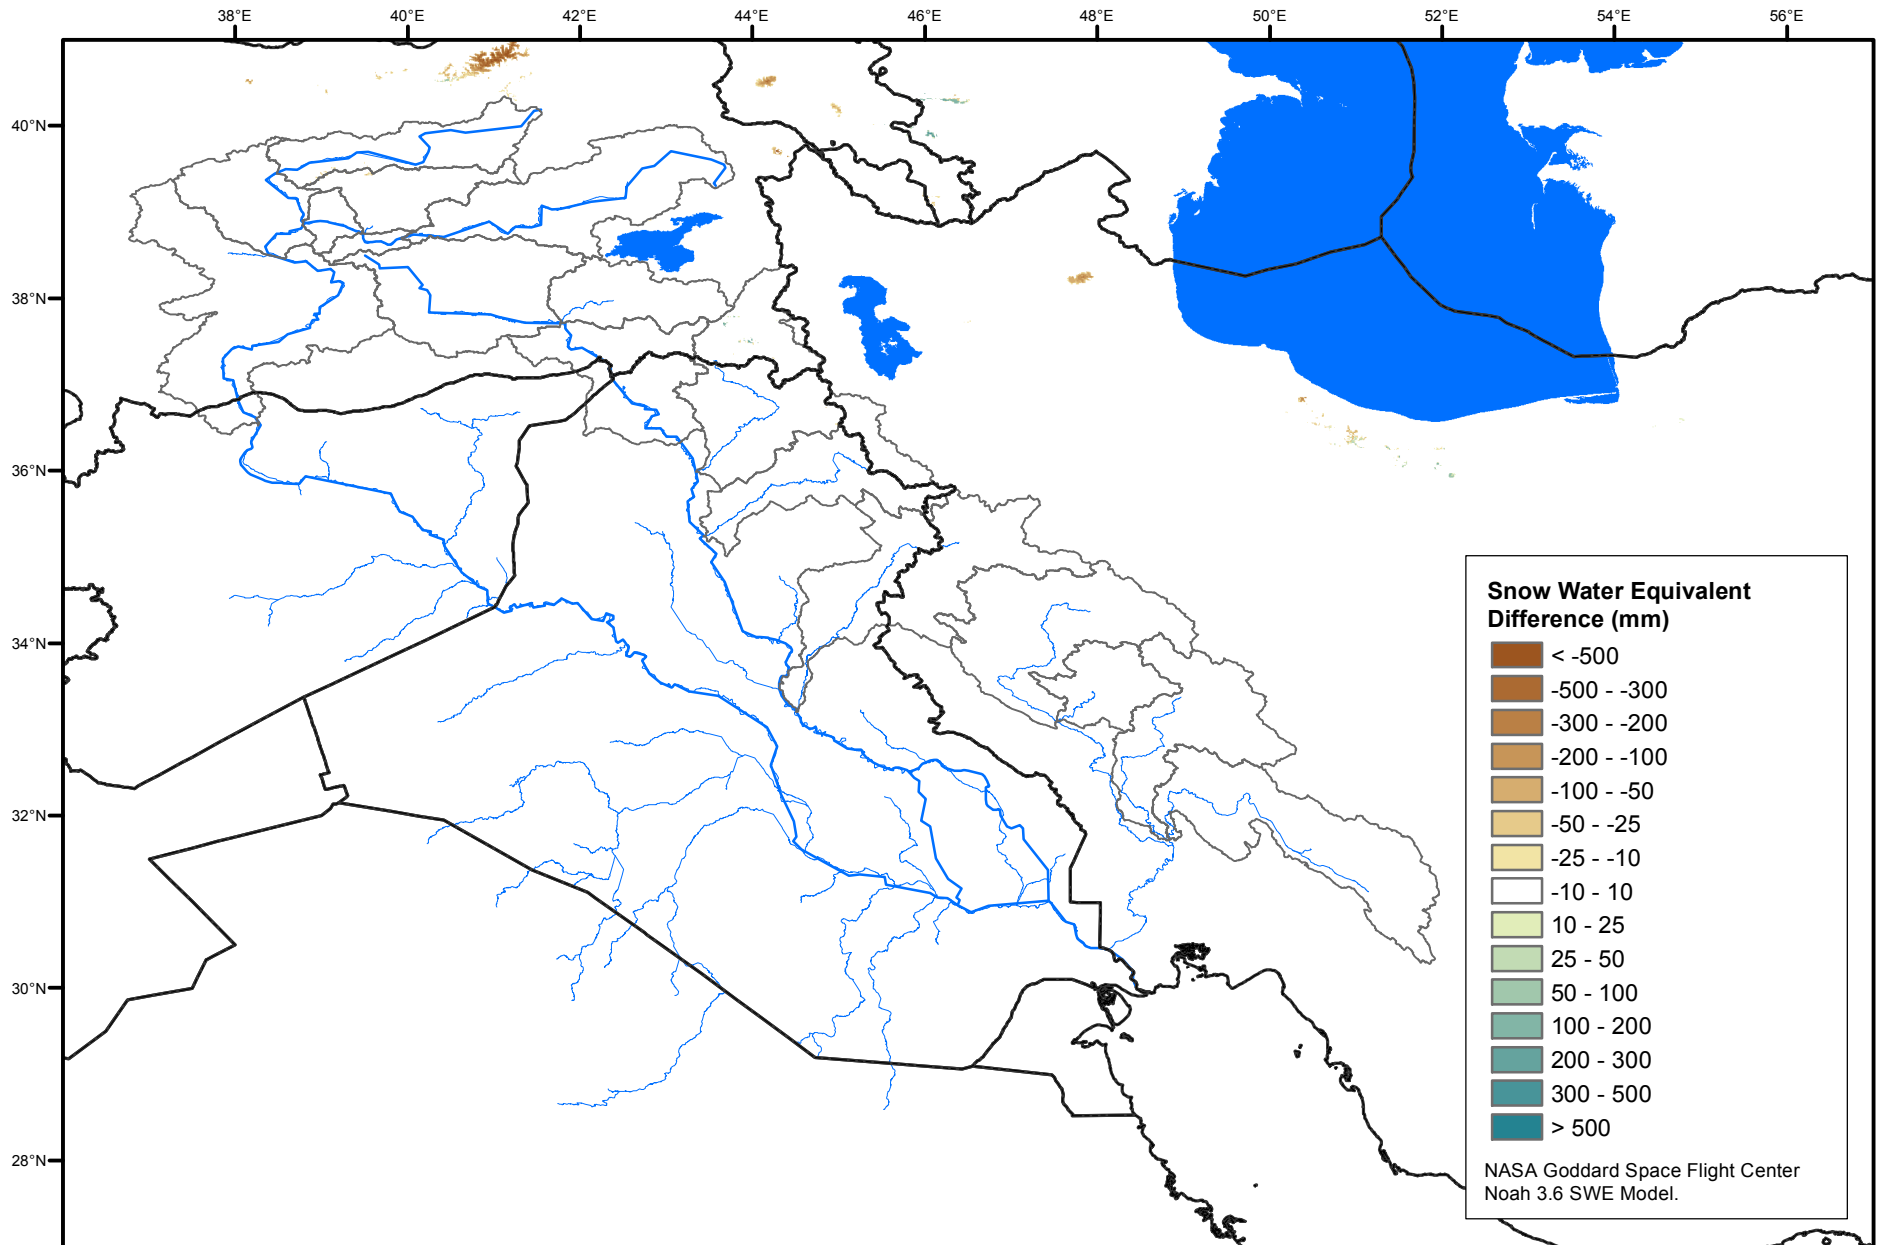 38°E 40°E 42°E 44°E 46°E 48°E 50°E 52°E 54°E 56°E
40°N
38°N
36°N
34°N
32°N
30°N
28°N
Snow Water Equivalent
Difference (mm)
< -500
-500 - -300
-300 - -200
-200 - -100
-100 - -50
-50 - -25
-25 - -10
-10 - 10
10 - 25
25 - 50
50 - 100
100 - 200
200 - 300
300 - 500
> 500
NASA Goddard Space Flight Center
Noah 3.6 SWE Model.